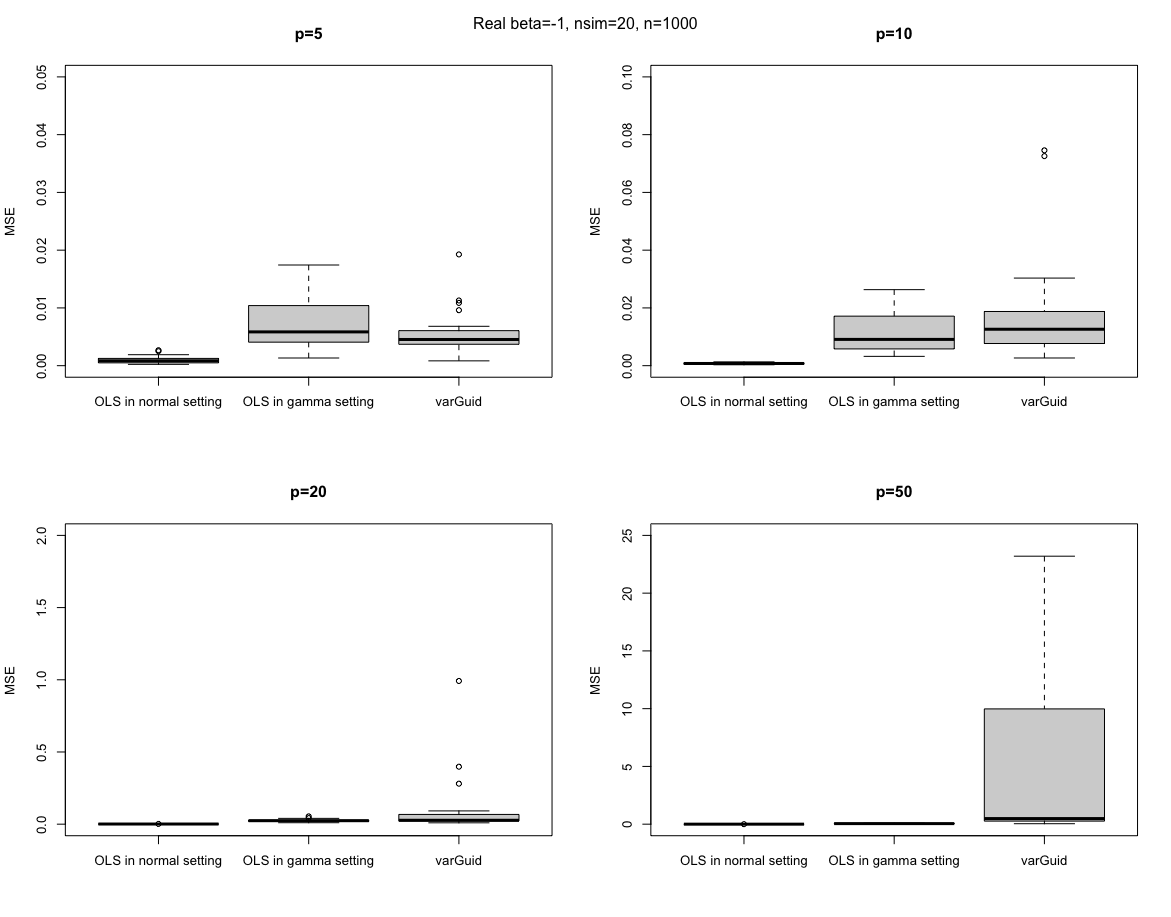 Real beta=-1, nsim=20, n=1000
p=5
MSE
0.05
0.04
0.03
0.02
0.01
0.00
OLS in normal setting
OLS in gamma setting
varGuid
p=10
MSE
0.10
0.08
0.06
0.04
0.02
0.00
OLS in normal setting
OLS in gamma setting
varGuid
p=20
MSE
2.0
1.5
1.0
0.5
0.0
OLS in normal setting
OLS in gamma setting
varGuid
p=50
MSE
25
20
15
10
5
0
OLS in normal setting
OLS in gamma setting
varGuid